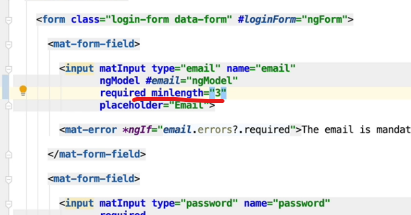 <form class="login-form data-form" #loginForm="ngForm">
<mat-form-field>
<input matInput type="email" name="email"
ngModel #email="ngModel"
required minlength="3"
placeholder="Email">
<mat-error *ngIf="email.errors?.required">The email is mandat
</mat-form-field>
<mat-form-field>
<input matInput type="password" name="password"
required